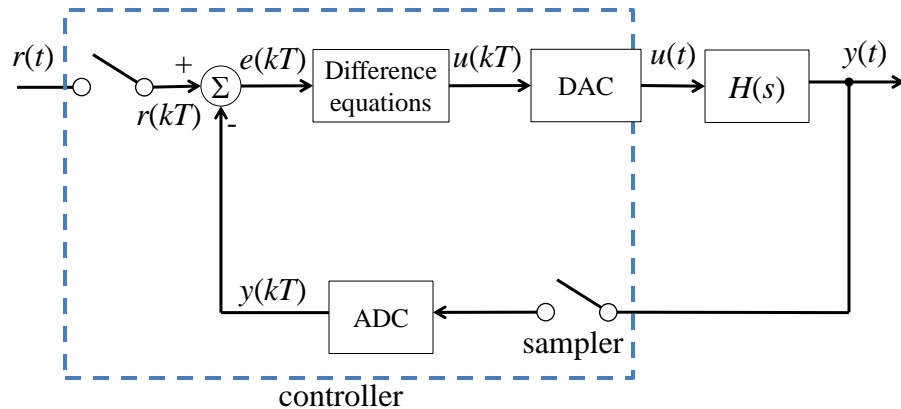 r(t)
+
r(kT)
Σ
-
e(kT)
Difference
equations
u(kT)
DAC
u(t)
H(s)
y(t)
y(kT)
ADC
sampler
controller